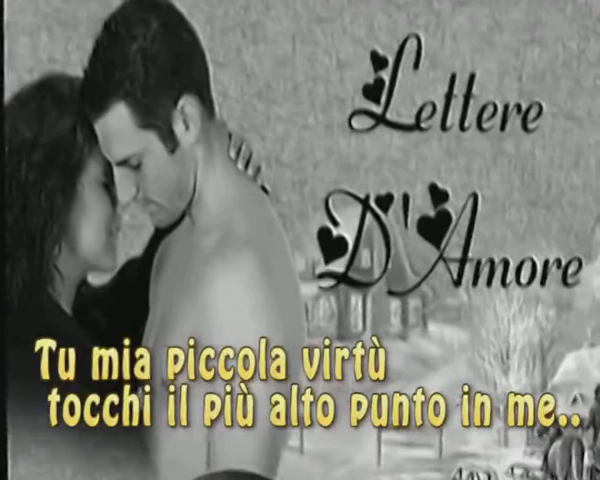 Lettere
D'Amore
Tu mia piccola virtù
tocchi il più alto punto in me..